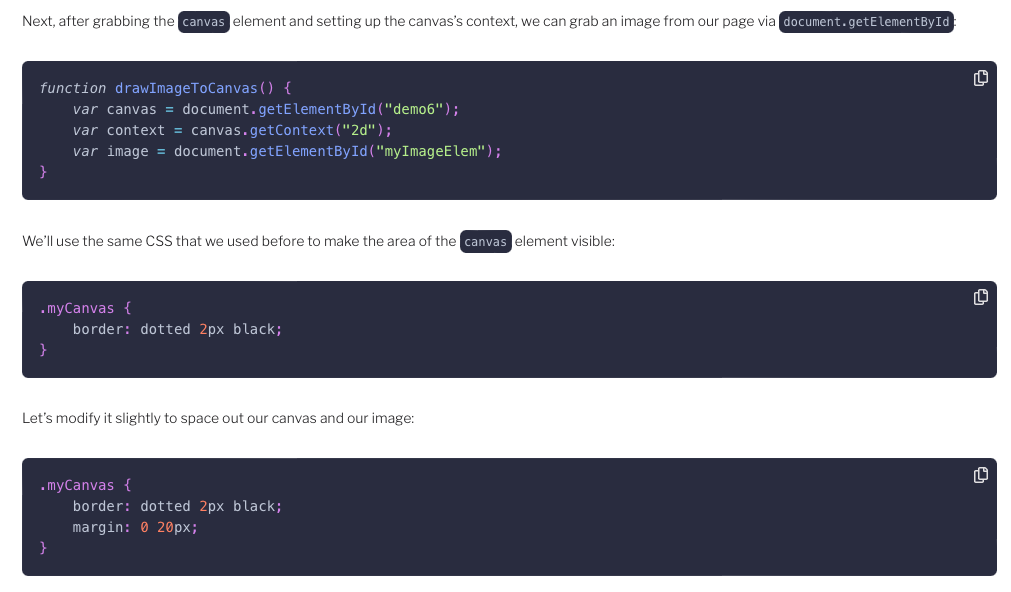 Next, after grabbing the canvas element and setting up the canvas’s context, we can grab an image from our page via document.getElementById:
function drawImageToCanvas() {
    var canvas = document.getElementById("demo6");
    var context = canvas.getContext("2d");
    var image = document.getElementById("myImageElem");
}
We’ll use the same CSS that we used before to make the area of the canvas element visible:
.myCanvas {
    border: dotted 2px black;
}
Let’s modify it slightly to space out our canvas and our image:
.myCanvas {
    border: dotted 2px black;
    margin: 0 20px;
}